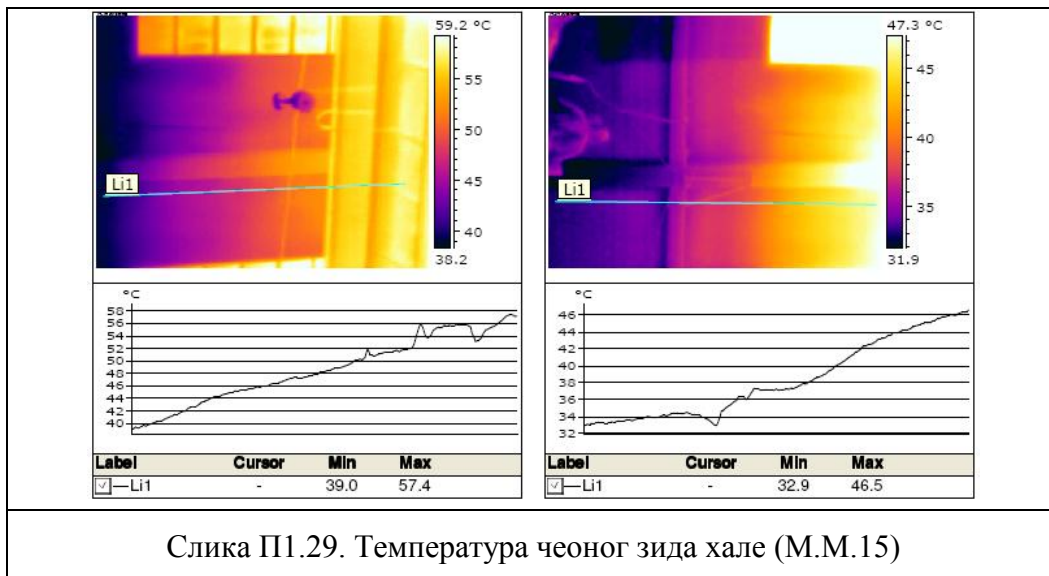 59.2 °C
55
50
45
40
38.2
Li1
47.3 °C
45
40
35
31.9
Li1
°C
58
56
54
52
50
48
46
44
42
40
Label Cursor Min Max
Li1 - 39.0 57.4
°C
46
44
42
40
38
36
34
32
Label Cursor Min Max
Li1 - 32.9 46.5
Слика П1.29. Температура чеоног зида хале (М.М.15)